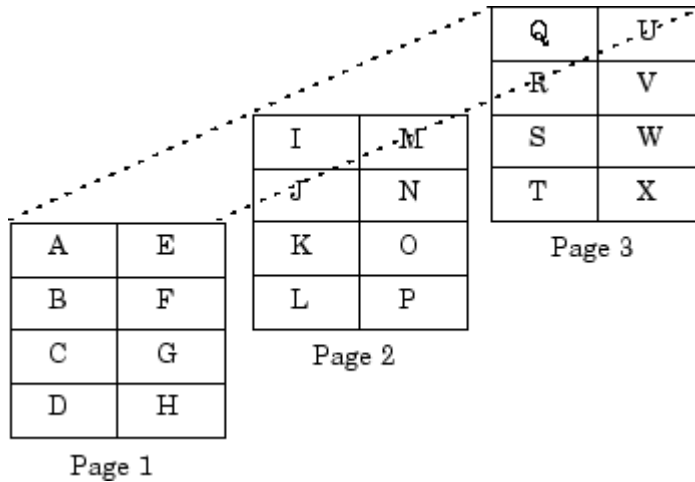 Q U
R V
S W
T X
Page 3
I M
J N
K O
L P
Page 2
A E
B F
C G
D H
Page 1